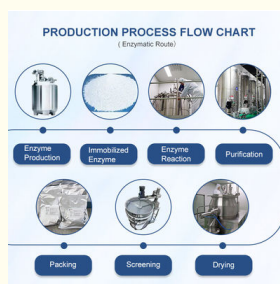 PRODUCTION PROCESS FLOW CHART
( Enzymatic Route)
Enzyme
Production
Immobilized
Enzyme
Enzyme
Reaction
Purification
Packing
Screening
Drying